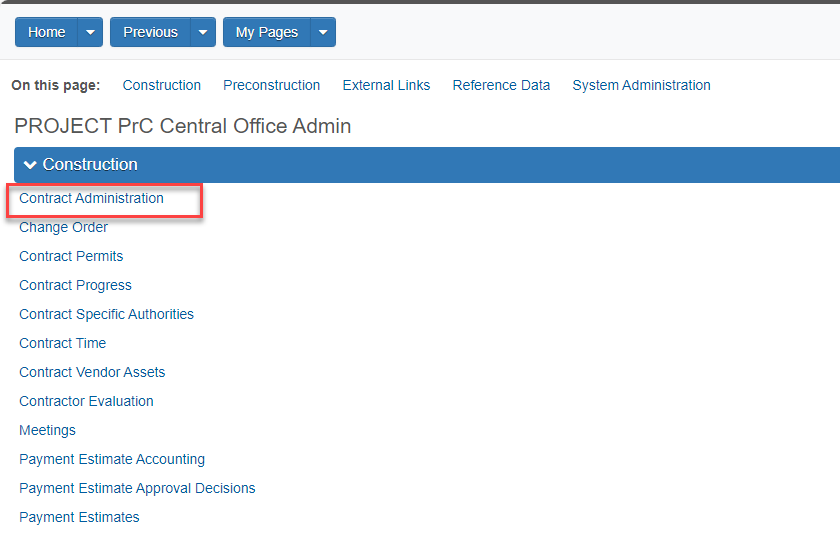 Home Previous My Pages
On this page: Construction Preconstruction External Links Reference Data System Administration
PROJECT PrC Central Office Admin
Construction
Contract Administration
Change Order
Contract Permits
Contract Progress
Contract Specific Authorities
Contract Time
Contract Vendor Assets
Contractor Evaluation
Meetings
Payment Estimate Accounting
Payment Estimate Approval Decisions
Payment Estimates